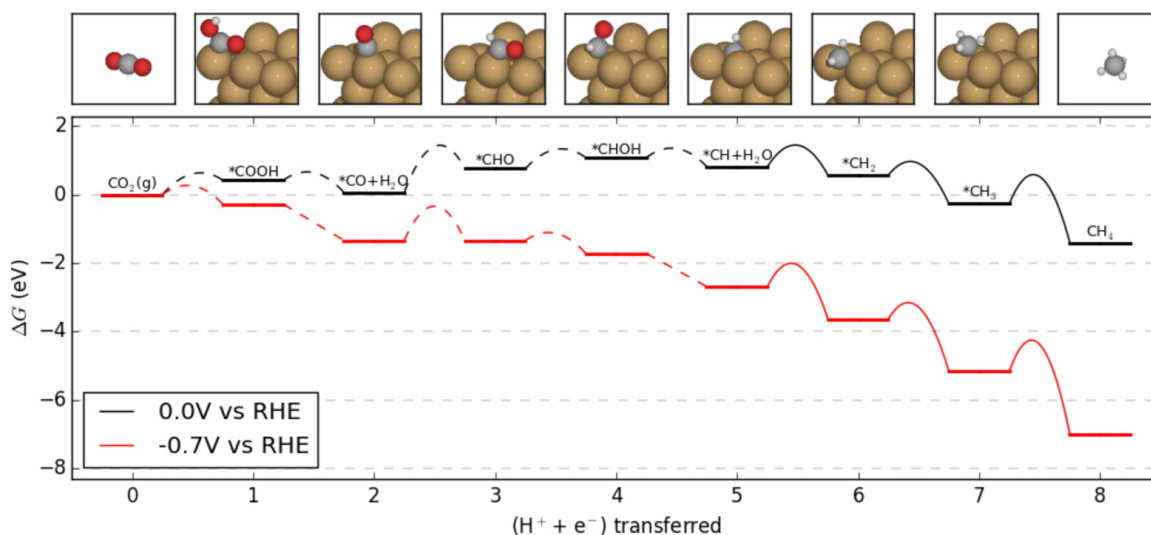 2
0
−2
−4
−6
−8
ΔG (eV)
CO₂(g)
*COOH
*CO+H₂O
*CHO
*CHOH
*CH+H₂O
*CH₂
*CH₃
CH₄
0.0V vs RHE
-0.7V vs RHE
0 1 2 3 4 5 6 7 8
(H⁺ + e⁻) transferred